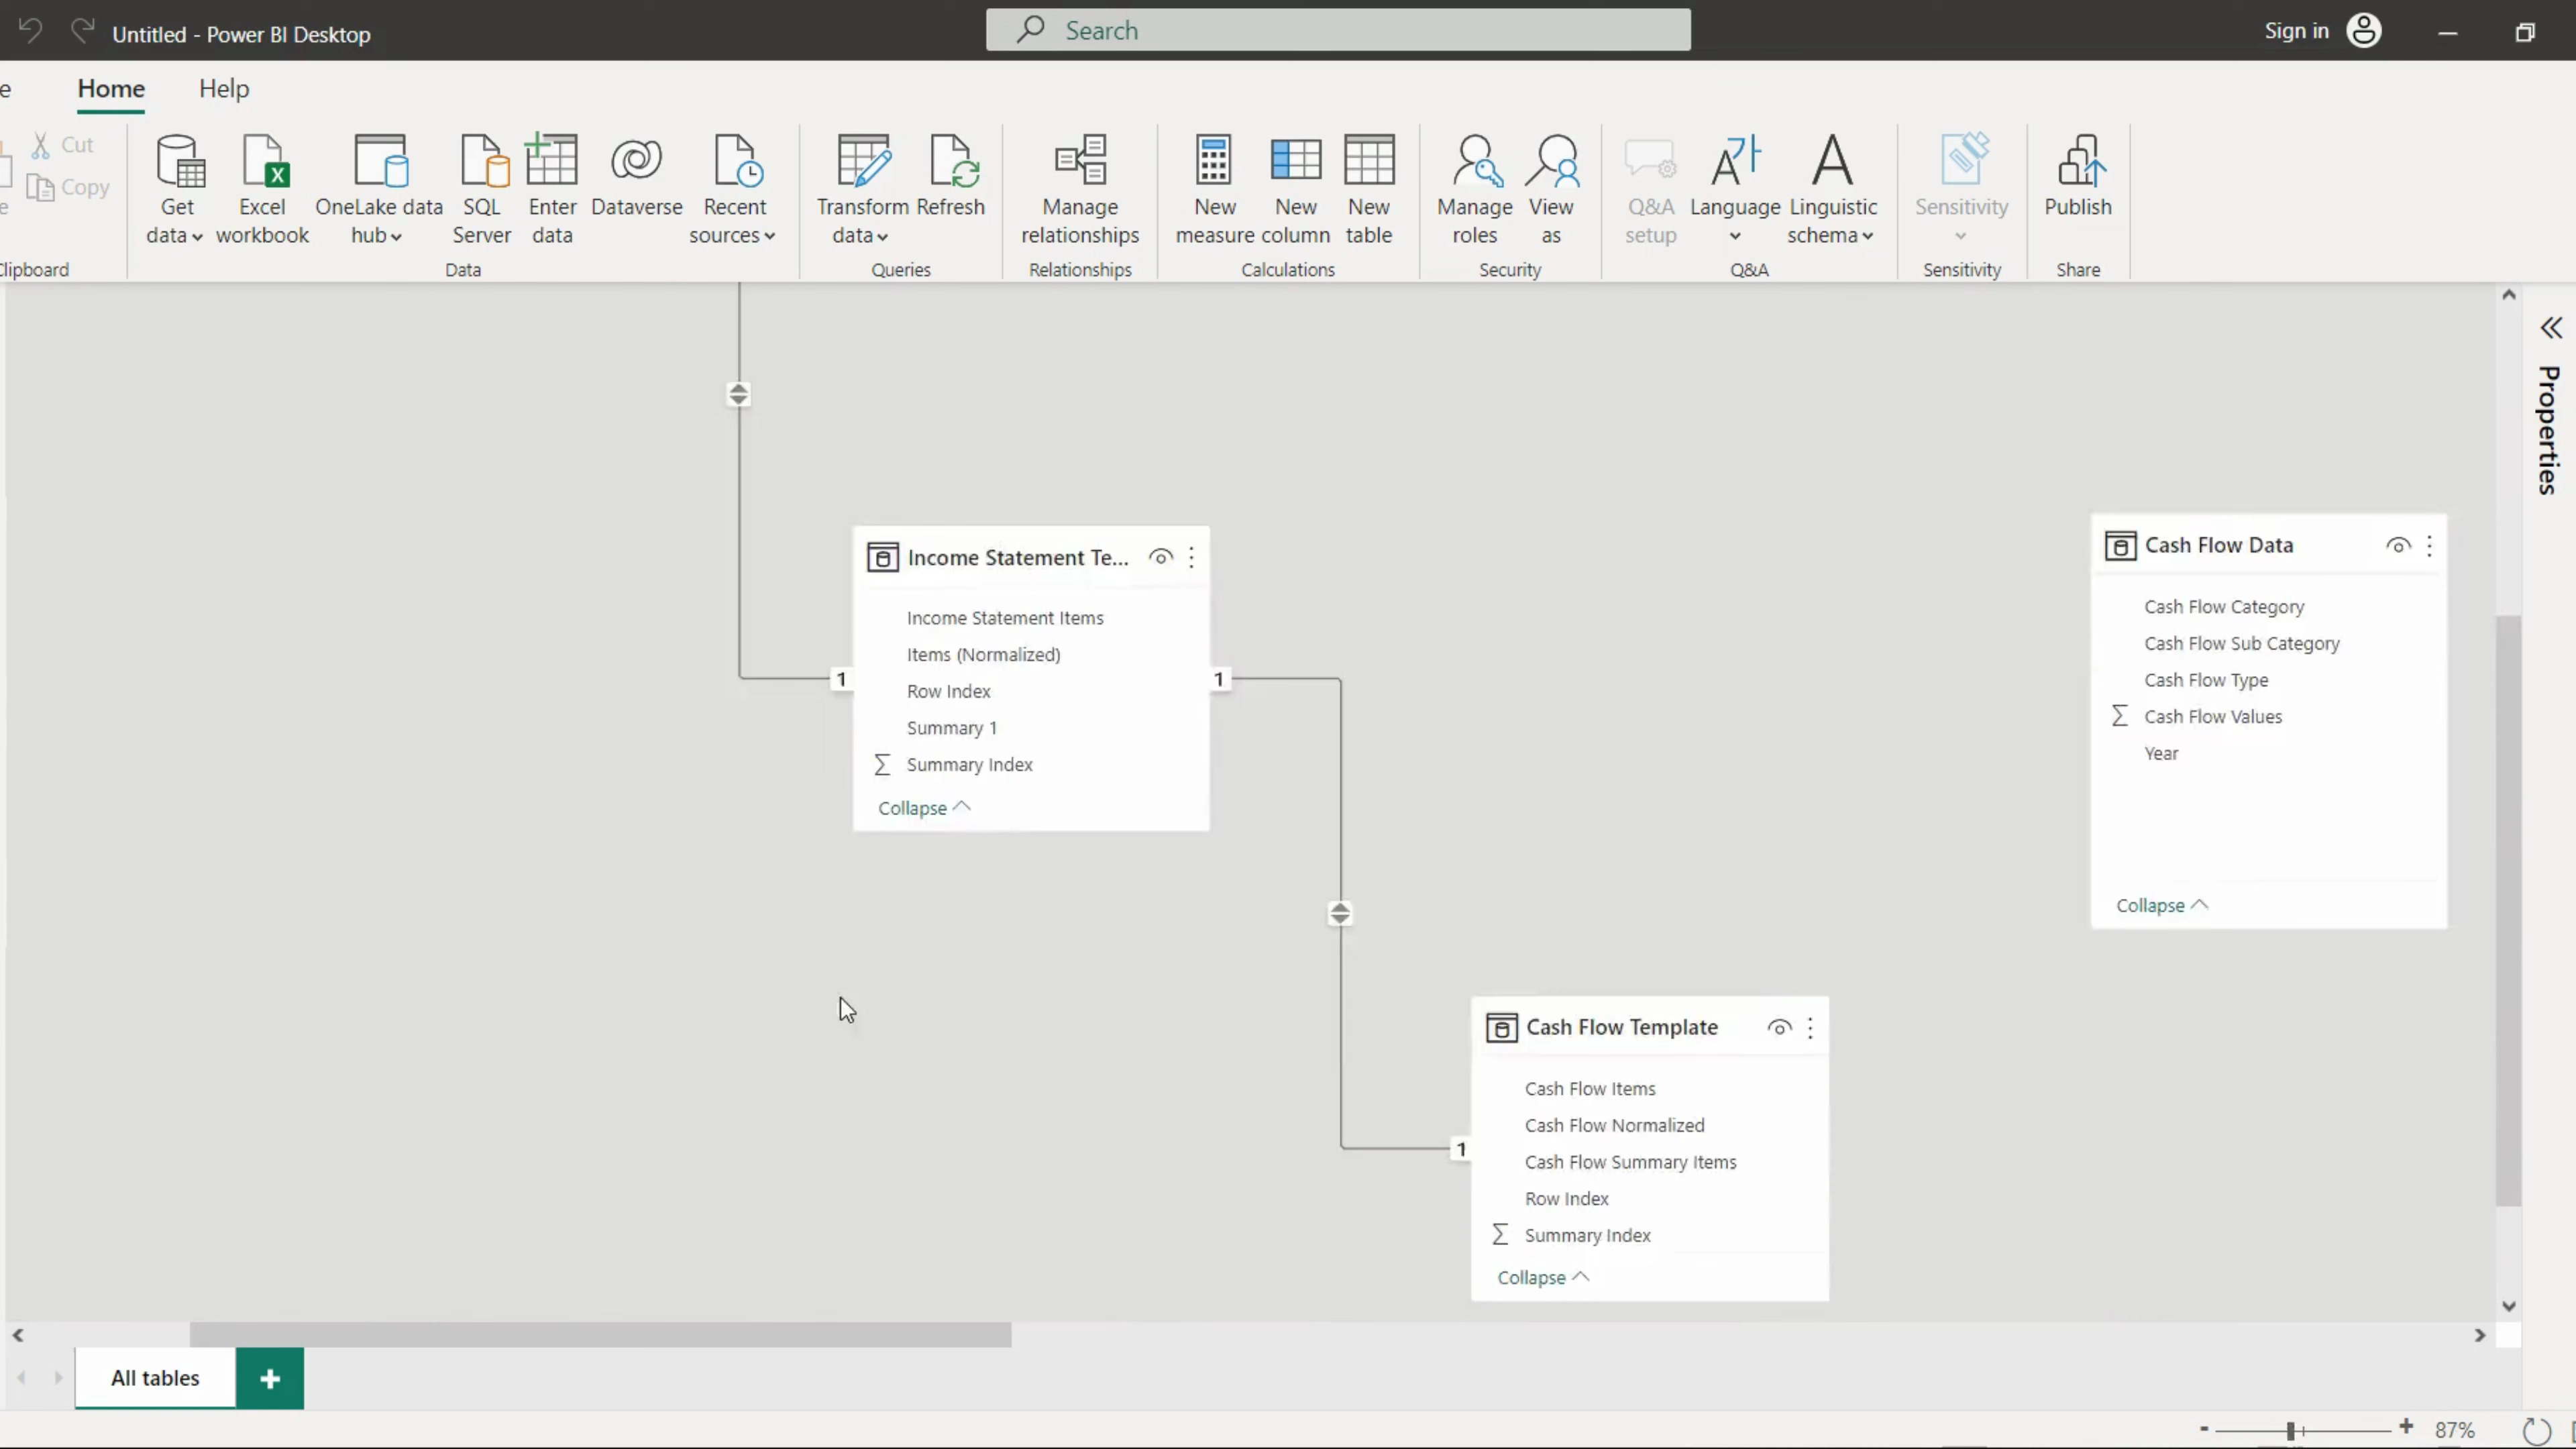 Untitled - Power BI Desktop
Search
Sign in
e
Home
Help
Cut
Copy
e
lipboard
Get data
Excel workbook
OneLake data hub
SQL Server
Enter data
Dataverse
Recent sources
Data
Transform data
Refresh
Queries
Manage relationships
Relationships
New measure
New column
New table
Calculations
Manage roles
View as
Security
Q&A setup
Language
Linguistic schema
Q&A
Sensitivity
Sensitivity
Publish
Share
Properties
Income Statement Te...
Income Statement Items
Items (Normalized)
Row Index
Summary 1
Σ Summary Index
Collapse
1
1
Cash Flow Data
Cash Flow Category
Cash Flow Sub Category
Cash Flow Type
Σ Cash Flow Values
Year
Collapse
1
Cash Flow Template
Cash Flow Items
Cash Flow Normalized
Cash Flow Summary Items
Row Index
Σ Summary Index
Collapse
All tables
+
- + 87%